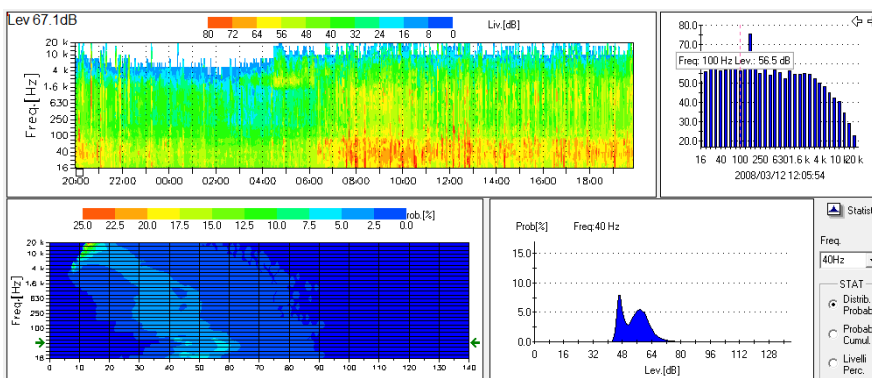 Lev 67.1dB
Liv.[dB]
80 72 64 56 48 40 32 24 16 8 0
Freq.[Hz]
20 k
10 k
4 k
1.6 k
630
250
100
40
16
20:00 22:00 00:00 02:00 04:00 06:00 08:00 10:00 12:00 14:00 16:00 18:00
80.0
70.0
Freq: 100 Hz Lev.: 56.5 dB
50.0
40.0
30.0
20.0
16 40 100 250 630 1.6 k 4 k 10 k 20 k
2008/03/12 12:05:54
rob.[%]
25.0 22.5 20.0 17.5 15.0 12.5 10.0 7.5 5.0 2.5 0.0
Freq.[Hz]
20 k
10 k
4 k
1.6 k
630
250
100
40
16
0 10 20 30 40 50 60 70 80 90 100 110 120 130 140
Prob[%] Freq:40 Hz
15.0
10.0
5.0
0.0
0 16 32 48 64 80 96 112 128
Lev.[dB]
Statist
Freq.
40Hz
STAT
Distrib.
Probab
Probab
Cumul.
Livelli
Perc.